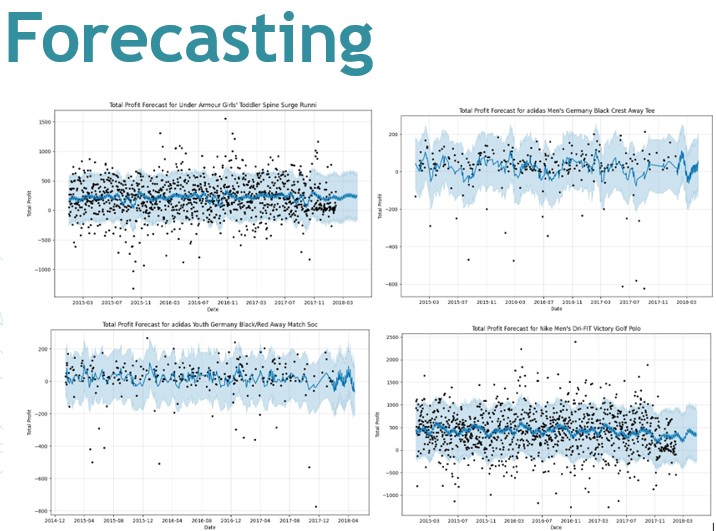 Forecasting
Total Profit Forecast for Under Armour Girls' Toddler Spine Surge Runni
1500
1000
500
0
−500
−1000
Total Profit
2015-03 2015-07 2015-11 2016-03 2016-07 2016-11 2017-03 2017-07 2017-11 2018-03
Date
Total Profit Forecast for adidas Men's Germany Black Crest Away Tee
200
0
−200
−400
−600
Total Profit
2015-03 2015-07 2015-11 2016-03 2016-07 2016-11 2017-03 2017-07 2017-11 2018-03
Date
Total Profit Forecast for adidas Youth Germany Black/Red Away Match Soc
200
0
−200
−400
−600
−800
Total Profit
2014-12 2015-04 2015-08 2015-12 2016-04 2016-08 2016-12 2017-04 2017-08 2017-12 2018-04
Date
Total Profit Forecast for Nike Men's Dri-FIT Victory Golf Polo
2500
2000
1500
1000
500
0
−500
−1000
Total Profit
2015-03 2015-07 2015-11 2016-03 2016-07 2016-11 2017-03 2017-07 2017-11 2018-03
Date